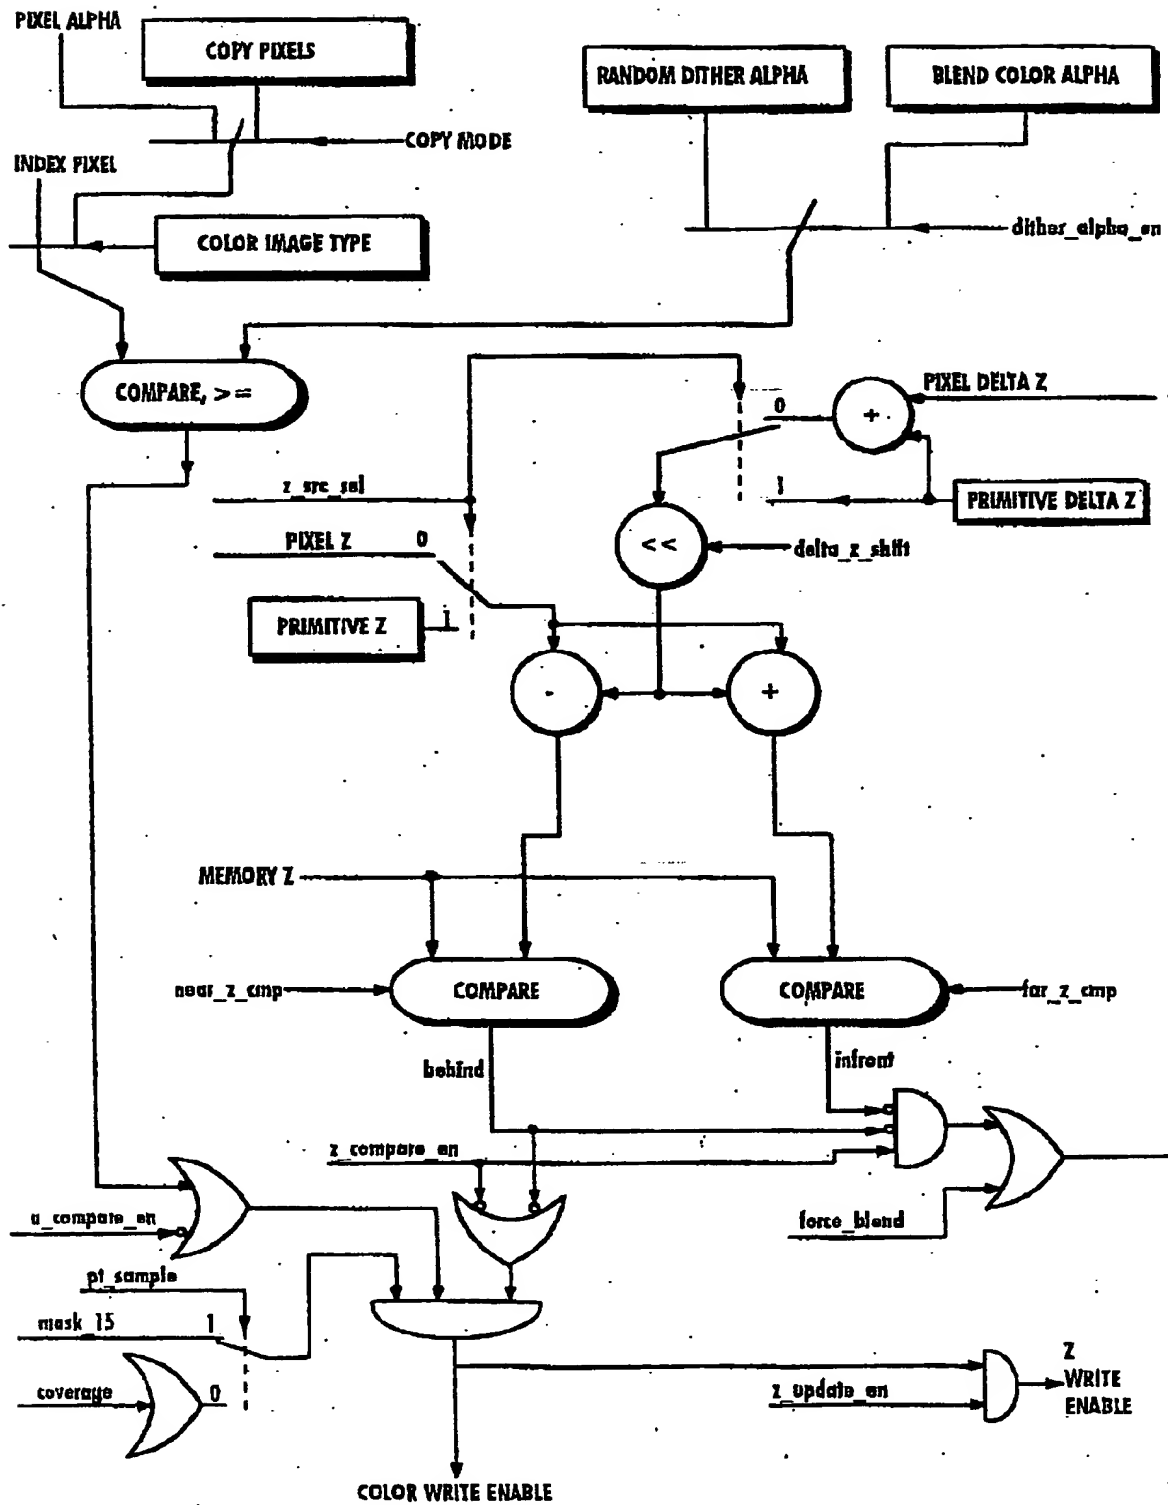 PIXEL ALPHA
COPY PIXELS
RANDOM DITHER ALPHA
BLEND COLOR ALPHA
COPY MODE
INDEX PIXEL
COLOR IMAGE TYPE
dither_alpha_en
COMPARE, >=
PIXEL DELTA Z
0
+
z_src_sel
1
PRIMITIVE DELTA Z
PIXEL Z
0
<<
delta_z_shift
PRIMITIVE Z
1
-
+
MEMORY Z
near_z_cmp
COMPARE
COMPARE
far_z_cmp
behind
infront
z_compare_en
a_compare_en
force_blend
pt_sample
mask_15
1
coverage
0
z_update_en
Z
WRITE
ENABLE
COLOR WRITE ENABLE